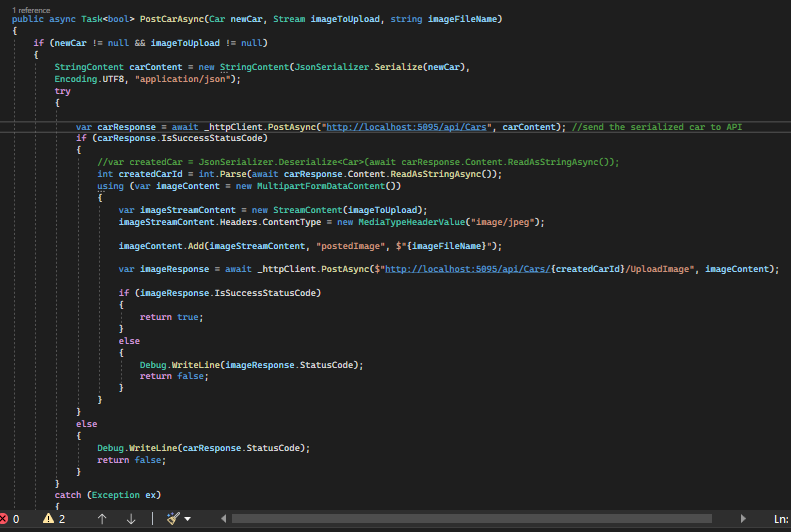 1 reference
public async Task<bool> PostCarAsync(Car newCar, Stream imageToUpload, string imageFileName)
{
if (newCar != null && imageToUpload != null)
{
StringContent carContent = new StringContent(JsonSerializer.Serialize(newCar),
Encoding.UTF8, "application/json");
try
{
var carResponse = await _httpClient.PostAsync("http://localhost:5095/api/Cars", carContent); //send the serialized car to API
if (carResponse.IsSuccessStatusCode)
{
//var createdCar = JsonSerializer.Deserialize<Car>(await carResponse.Content.ReadAsStringAsync());
int createdCarId = int.Parse(await carResponse.Content.ReadAsStringAsync());
using (var imageContent = new MultipartFormDataContent())
{
var imageStreamContent = new StreamContent(imageToUpload);
imageStreamContent.Headers.ContentType = new MediaTypeHeaderValue("image/jpeg");
imageContent.Add(imageStreamContent, "postedImage", $"{imageFileName}");
var imageResponse = await _httpClient.PostAsync($"http://localhost:5095/api/Cars/{createdCarId}/UploadImage", imageContent);
if (imageResponse.IsSuccessStatusCode)
{
return true;
}
else
{
Debug.WriteLine(imageResponse.StatusCode);
return false;
}
}
}
else
{
Debug.WriteLine(carResponse.StatusCode);
return false;
}
}
catch (Exception ex)
{
0 2 Ln: